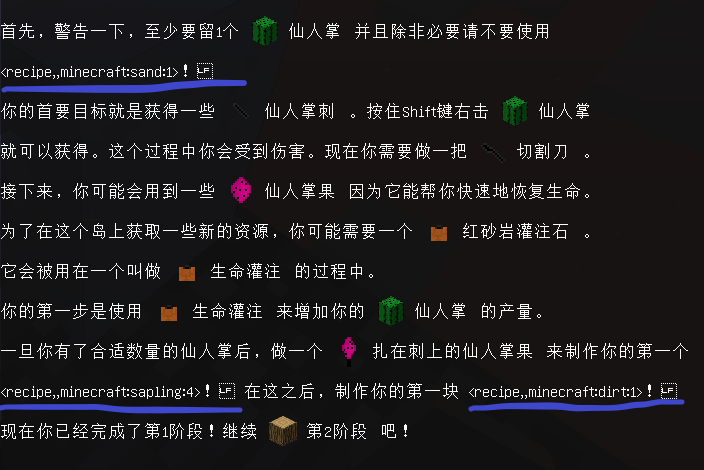 首先，警告一下，至少要留1个 仙人掌 并且除非必要请不要使用
<recipe,,minecraft:sand:1>！␊
你的首要目标就是获得一些 仙人掌刺 。按住Shift键右击 仙人掌
就可以获得。这个过程中你会受到伤害。现在你需要做一把 切割刀 。
接下来，你可能会用到一些 仙人掌果 因为它能帮你快速地恢复生命。
为了在这个岛上获取一些新的资源，你可能需要一个 红砂岩灌注石 。
它会被用在一个叫做 生命灌注 的过程中。
你的第一步是使用 生命灌注 来增加你的 仙人掌 的产量。
一旦你有了合适数量的仙人掌后，做一个 扎在刺上的仙人掌果 来制作你的第一个
<recipe,,minecraft:sapling:4>！␊ 在这之后，制作你的第一块 <recipe,,minecraft:dirt:1>！␊
现在你已经完成了第1阶段！继续 第2阶段 吧！